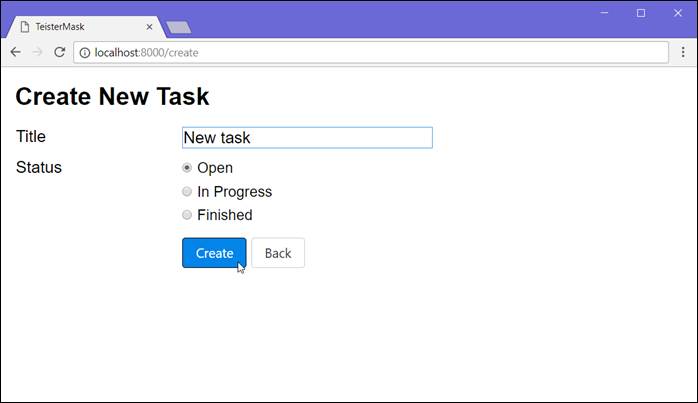 TeisterMask
localhost:8000/create
Create New Task
Title New task
Status Open
In Progress
Finished
Create Back